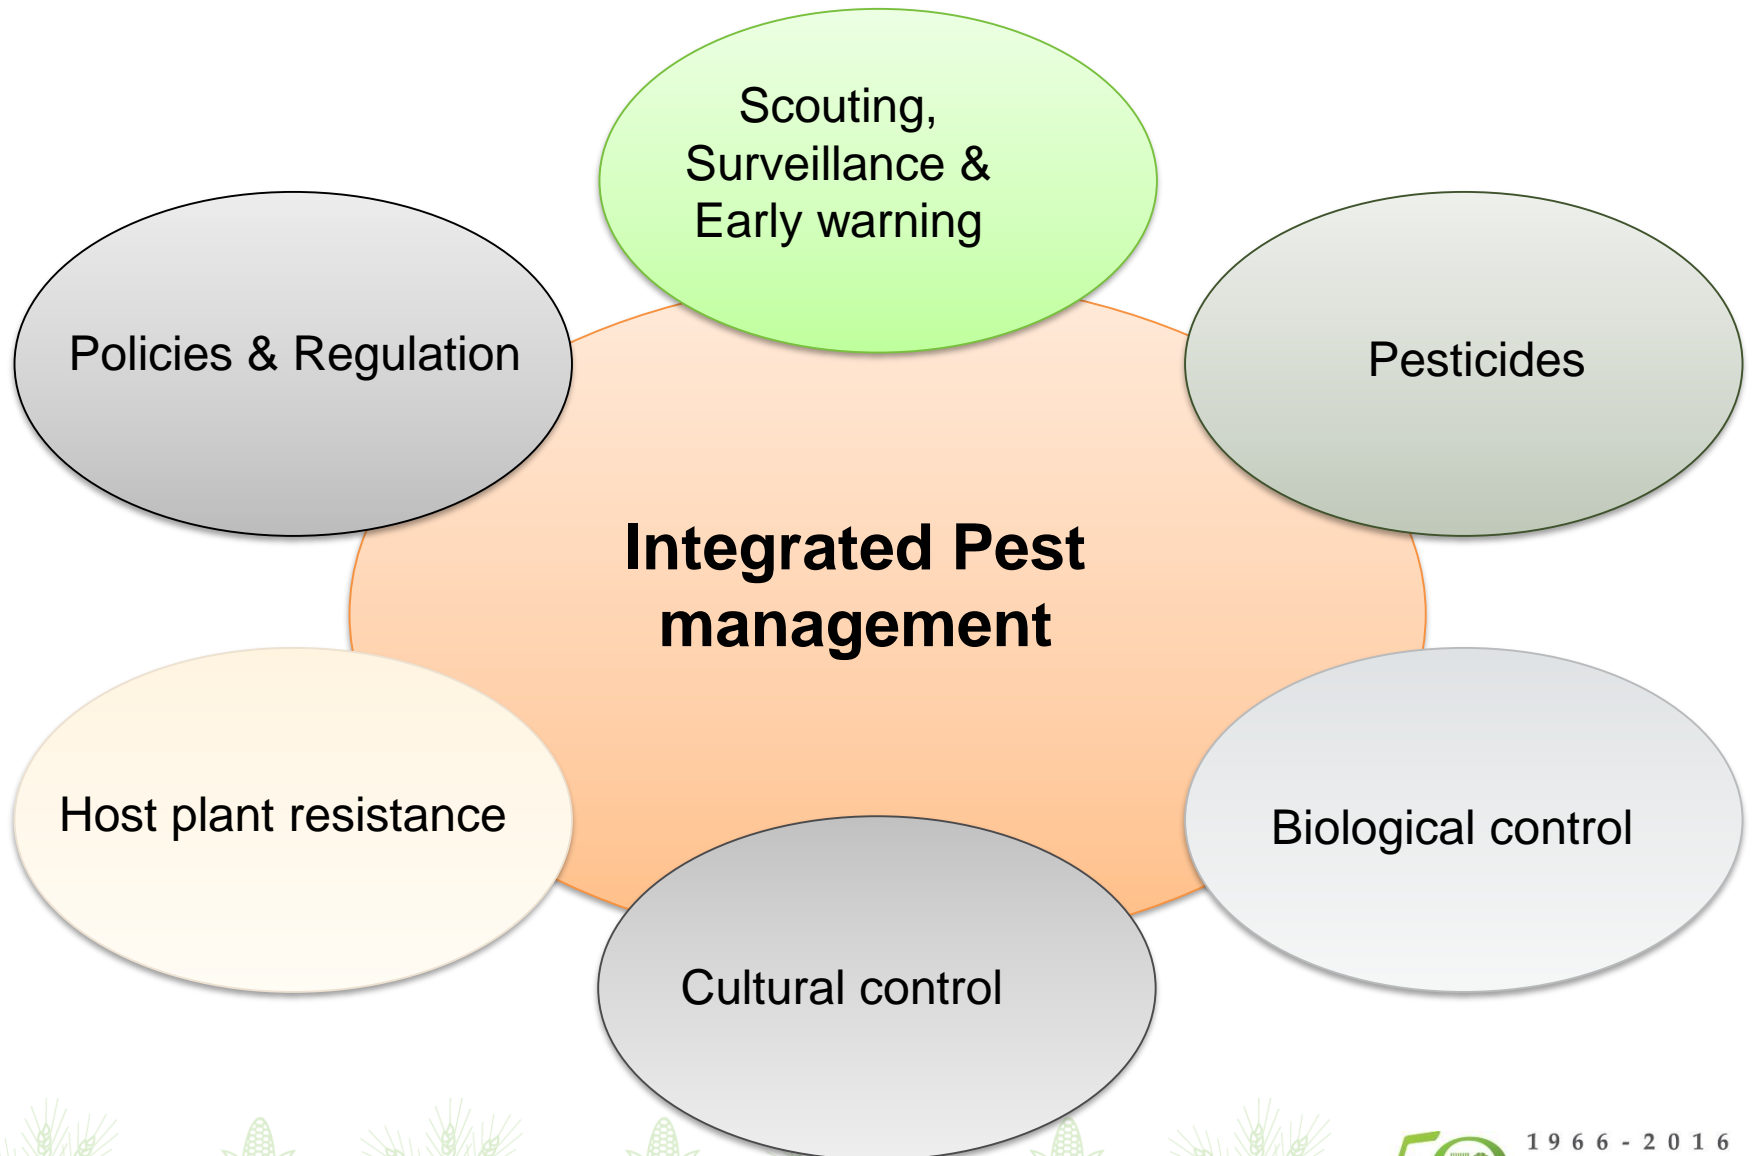 Scouting,
Surveillance &
Early warning
Policies & Regulation
Pesticides
Integrated Pest
management
Host plant resistance
Biological control
Cultural control
50
1966-2016